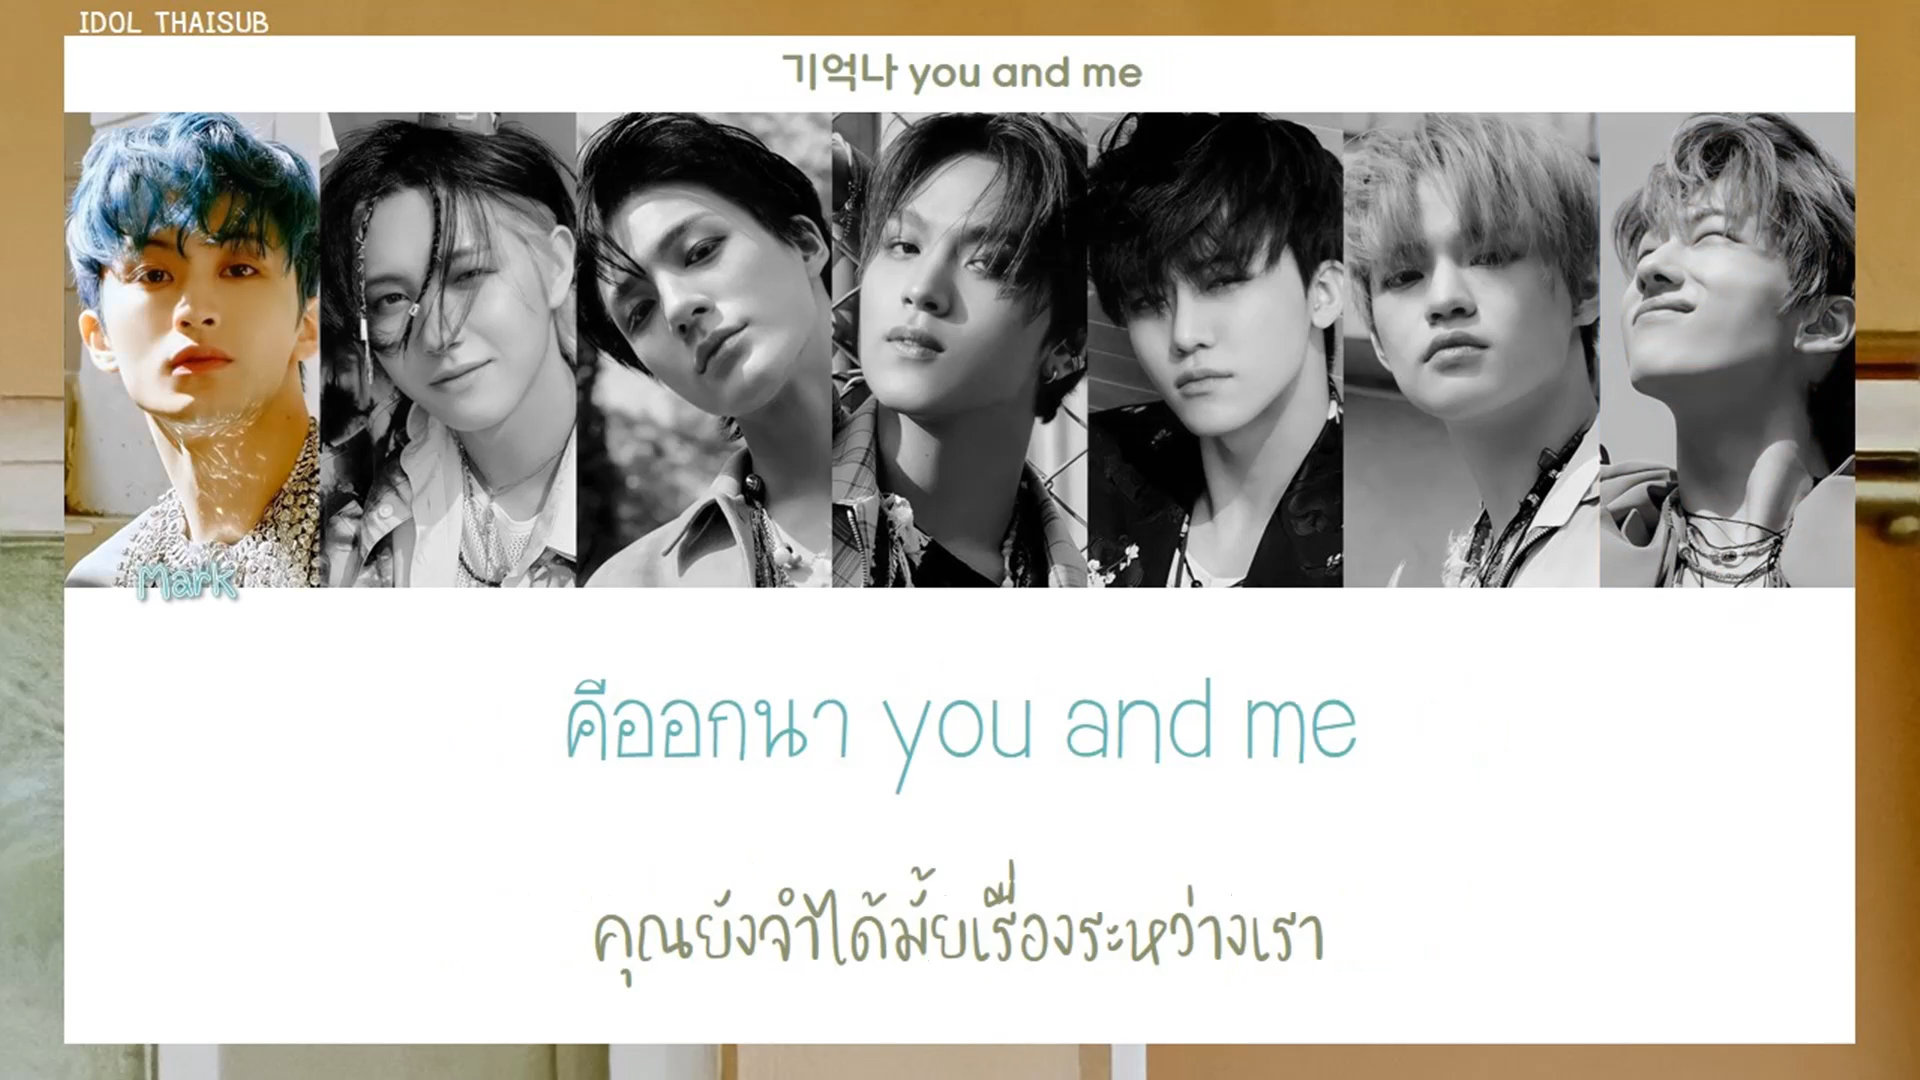 IDOL THAISUB
기억나 you and me
Mark
คีออกนา you and me
คุณยังจำได้มั้ยเรื่องระหว่างเรา